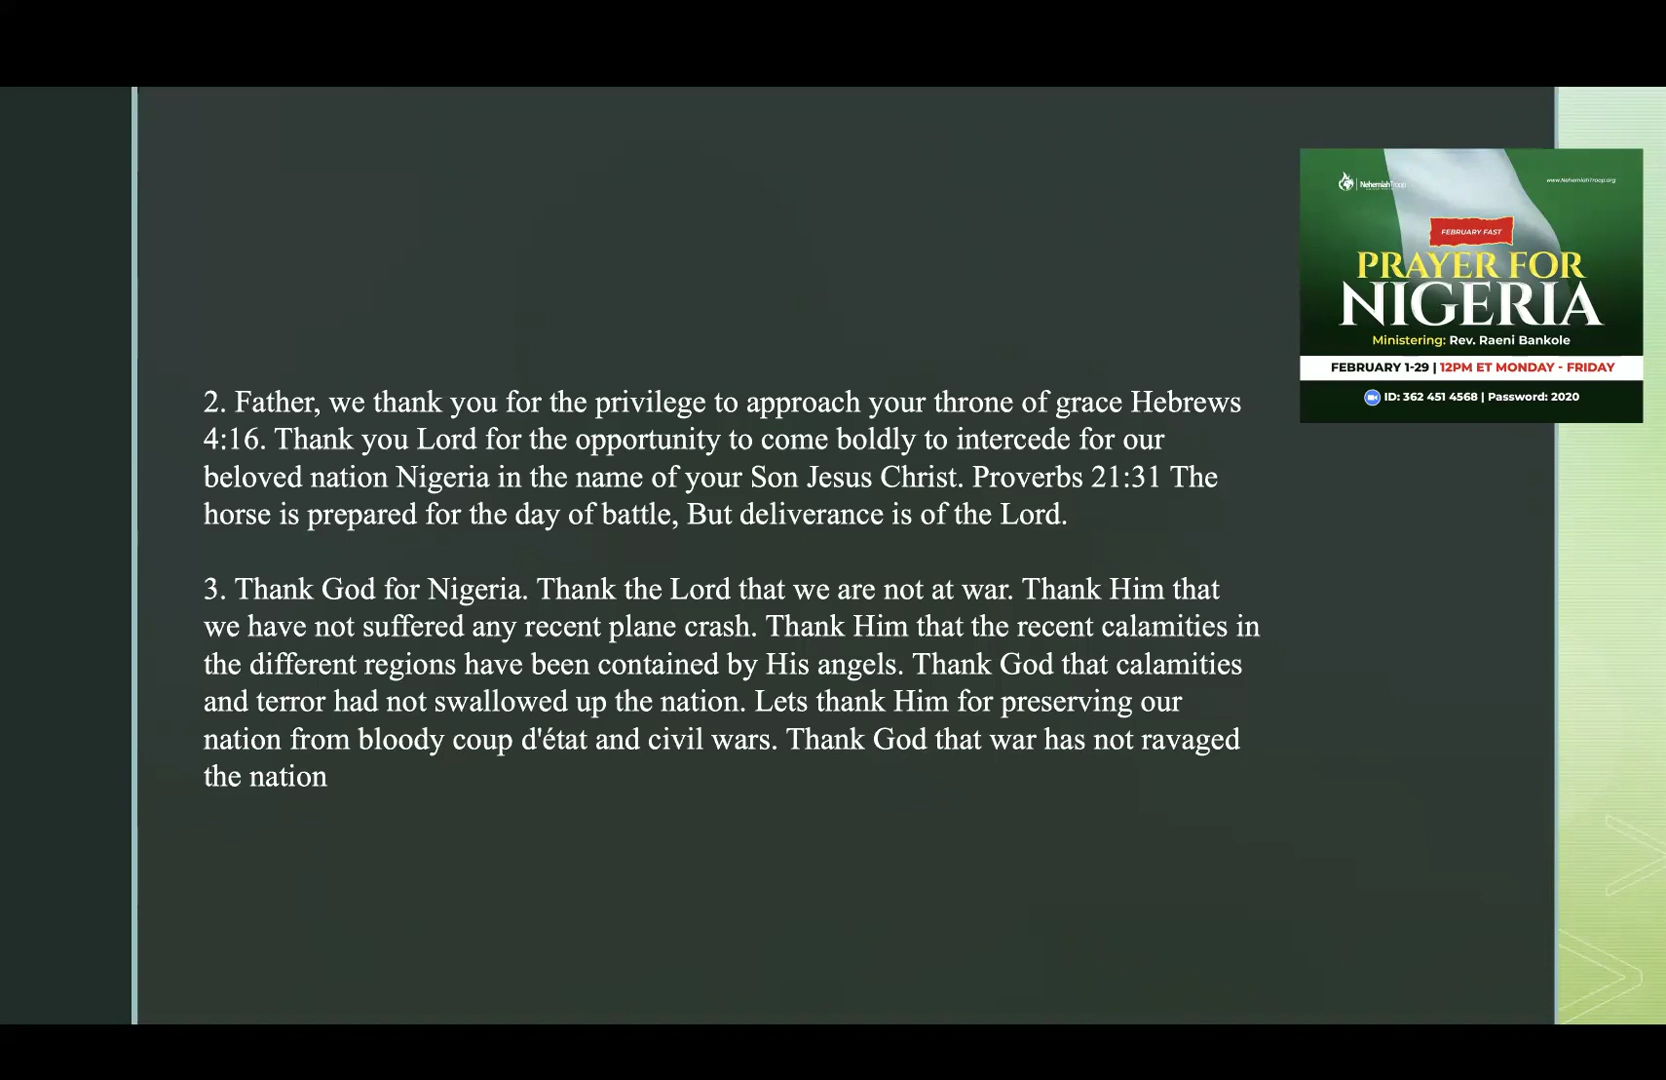 2. Father, we thank you for the privilege to approach your throne of grace Hebrews
4:16. Thank you Lord for the opportunity to come boldly to intercede for our
beloved nation Nigeria in the name of your Son Jesus Christ. Proverbs 21:31 The
horse is prepared for the day of battle, But deliverance is of the Lord.
3. Thank God for Nigeria. Thank the Lord that we are not at war. Thank Him that
we have not suffered any recent plane crash. Thank Him that the recent calamities in
the different regions have been contained by His angels. Thank God that calamities
and terror had not swallowed up the nation. Lets thank Him for preserving our
nation from bloody coup d'état and civil wars. Thank God that war has not ravaged
the nation
NehemiahTroop
www.NehemiahTroop.org
FEBRUARY FAST
PRAYER FOR
NIGERIA
Ministering: Rev. Raeni Bankole
FEBRUARY 1-29 | 12PM ET MONDAY - FRIDAY
ID: 362 451 4568 | Password: 2020